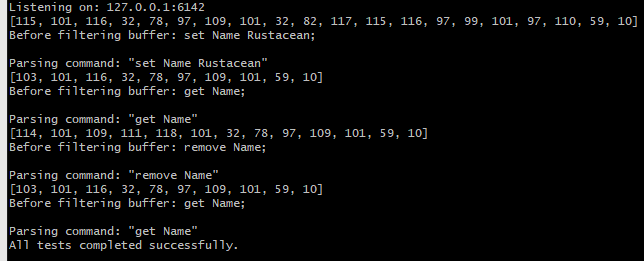 Listening on: 127.0.0.1:6142
[115, 101, 116, 32, 78, 97, 109, 101, 32, 82, 117, 115, 116, 97, 99, 101, 97, 110, 59, 10]
Before filtering buffer: set Name Rustacean;
Parsing command: "set Name Rustacean"
[103, 101, 116, 32, 78, 97, 109, 101, 59, 10]
Before filtering buffer: get Name;
Parsing command: "get Name"
[114, 101, 109, 111, 118, 101, 32, 78, 97, 109, 101, 59, 10]
Before filtering buffer: remove Name;
Parsing command: "remove Name"
[103, 101, 116, 32, 78, 97, 109, 101, 59, 10]
Before filtering buffer: get Name;
Parsing command: "get Name"
All tests completed successfully.